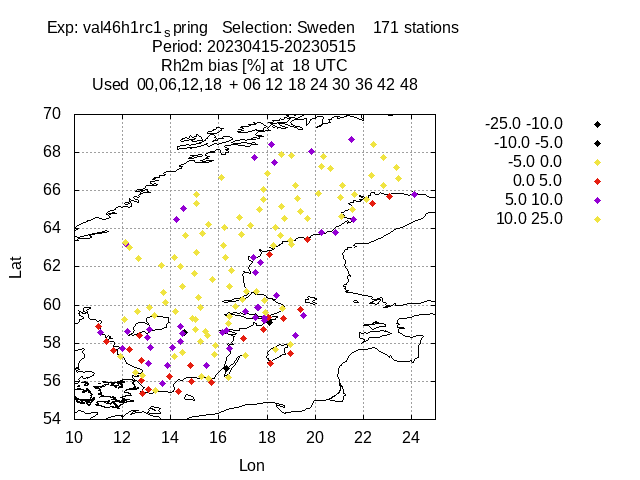 Exp: val46h1rc1spring   Selection: Sweden    171 stations
Period: 20230415-20230515
Rh2m bias [%] at  18 UTC
Used  00,06,12,18  + 06 12 18 24 30 36 42 48
-25.0 -10.0
-10.0 -5.0
-5.0 0.0
0.0 5.0
5.0 10.0
10.0 25.0
70
68
66
64
62
60
58
56
54
Lat
10 12 14 16 18 20 22 24
Lon